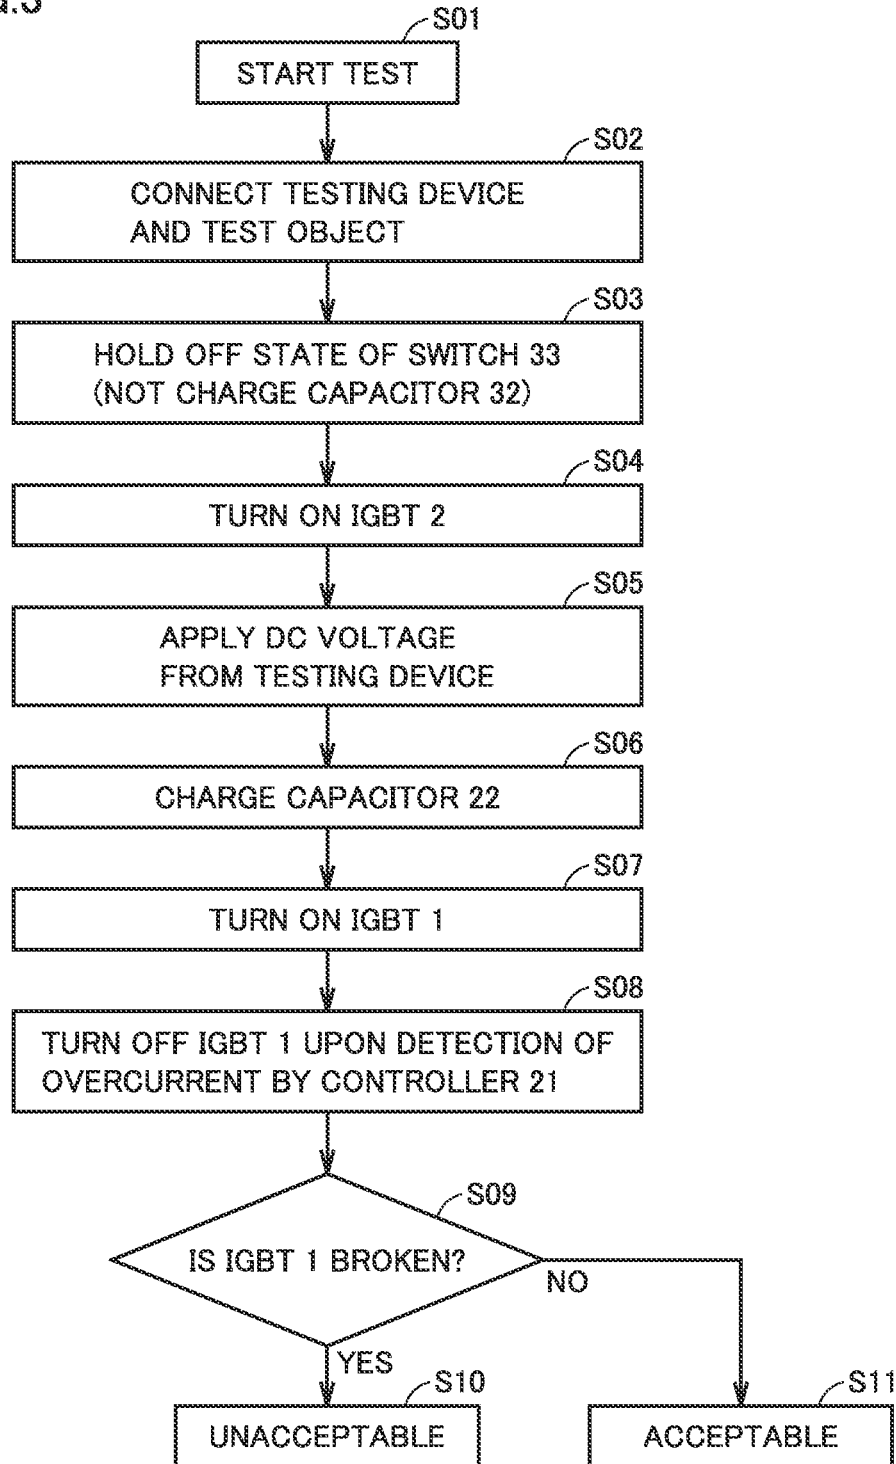 S01
START TEST
S02
CONNECT TESTING DEVICE
AND TEST OBJECT
S03
HOLD OFF STATE OF SWITCH 33
(NOT CHARGE CAPACITOR 32)
S04
TURN ON IGBT 2
S05
APPLY DC VOLTAGE
FROM TESTING DEVICE
S06
CHARGE CAPACITOR 22
S07
TURN ON IGBT 1
S08
TURN OFF IGBT 1 UPON DETECTION OF
OVERCURRENT BY CONTROLLER 21
S09
IS IGBT 1 BROKEN?
NO
YES
S10
S11
UNACCEPTABLE
ACCEPTABLE